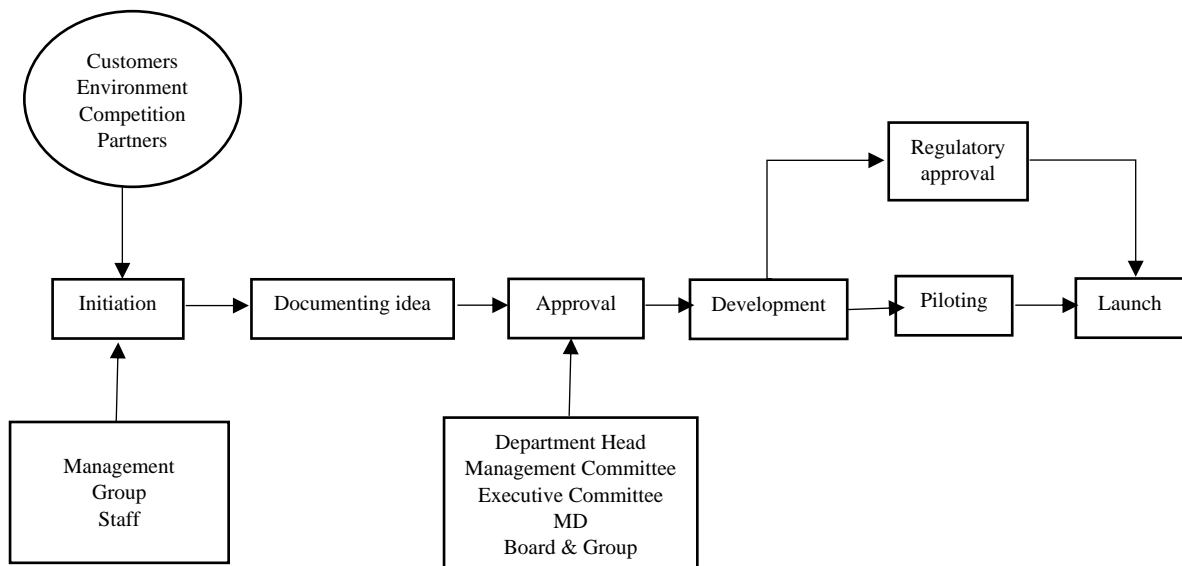 Customers
Environment
Competition
Partners
Regulatory
approval
Initiation
Documenting idea
Approval
Development
Piloting
Launch
Management
Group
Staff
Department Head
Management Committee
Executive Committee
MD
Board & Group